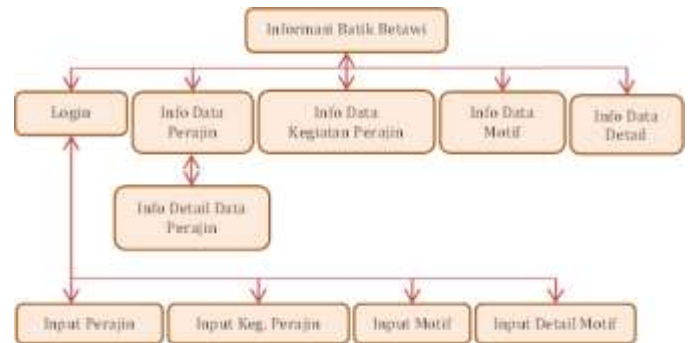 Informasi Batik Betawi
Login
Info Data
Perajin
Info Data
Kegiatan Perajin
Info Data
Motif
Info Data
Detail
Info Detail Data
Perajin
Input Perajin
Input Keg. Perajin
Input Motif
Input Detail Motif